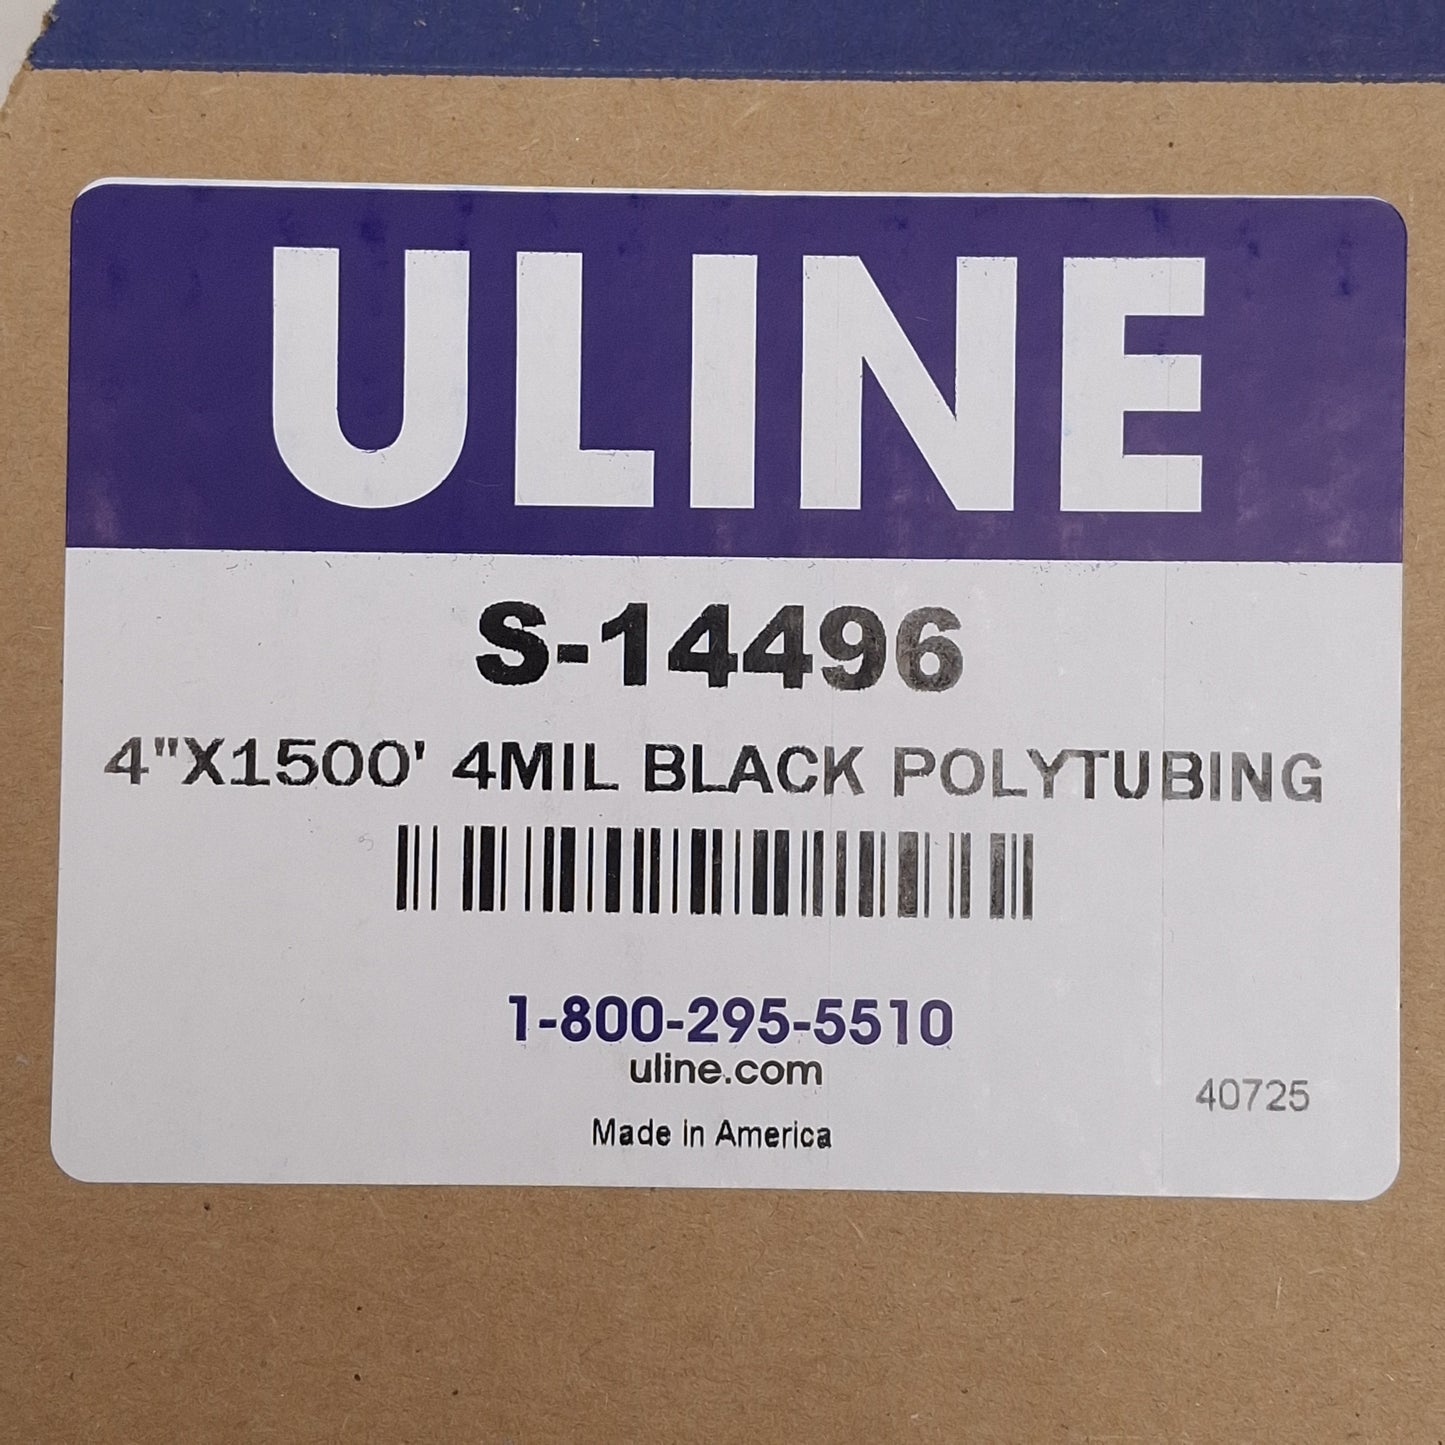 ULINE
S-14496
4"X1500' 4MIL BLACK POLYTUBING
1-800-295-5510
uline.com
40725
Made in America